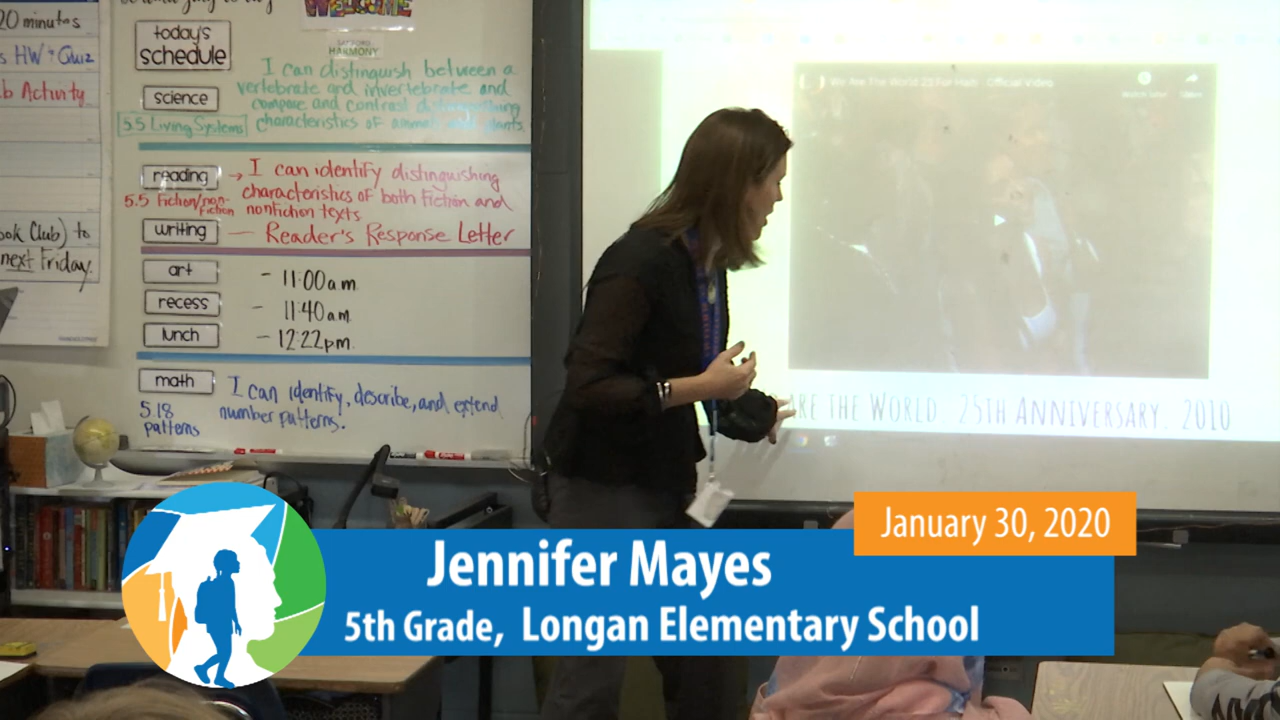 20 minutes
s HW + Quiz
b Activity
ook Club) to
next Friday.
WELCOME
SANFORD
HARMONY
today's
schedule
science
I can distinguish between a
vertebrate and invertebrate and
compare and contrast distinguishing
characteristics of animals and plants.
5.5 Living Systems
reading
→ I can identify distinguishing
characteristics of both fiction and
nonfiction texts
5.5 Fiction/non-
fiction
writing
— Reader's Response Letter
art
- 11:00 a.m.
recess
- 11:40 a.m.
lunch
- 12:22 p.m.
math
I can identify, describe, and extend
number patterns.
5.18
patterns
We Are The World 25 For Haiti - Official Video
Watch later
Share
ARE THE WORLD 25TH ANNIVERSARY, 2010
January 30, 2020
Jennifer Mayes
5th Grade, Longan Elementary School